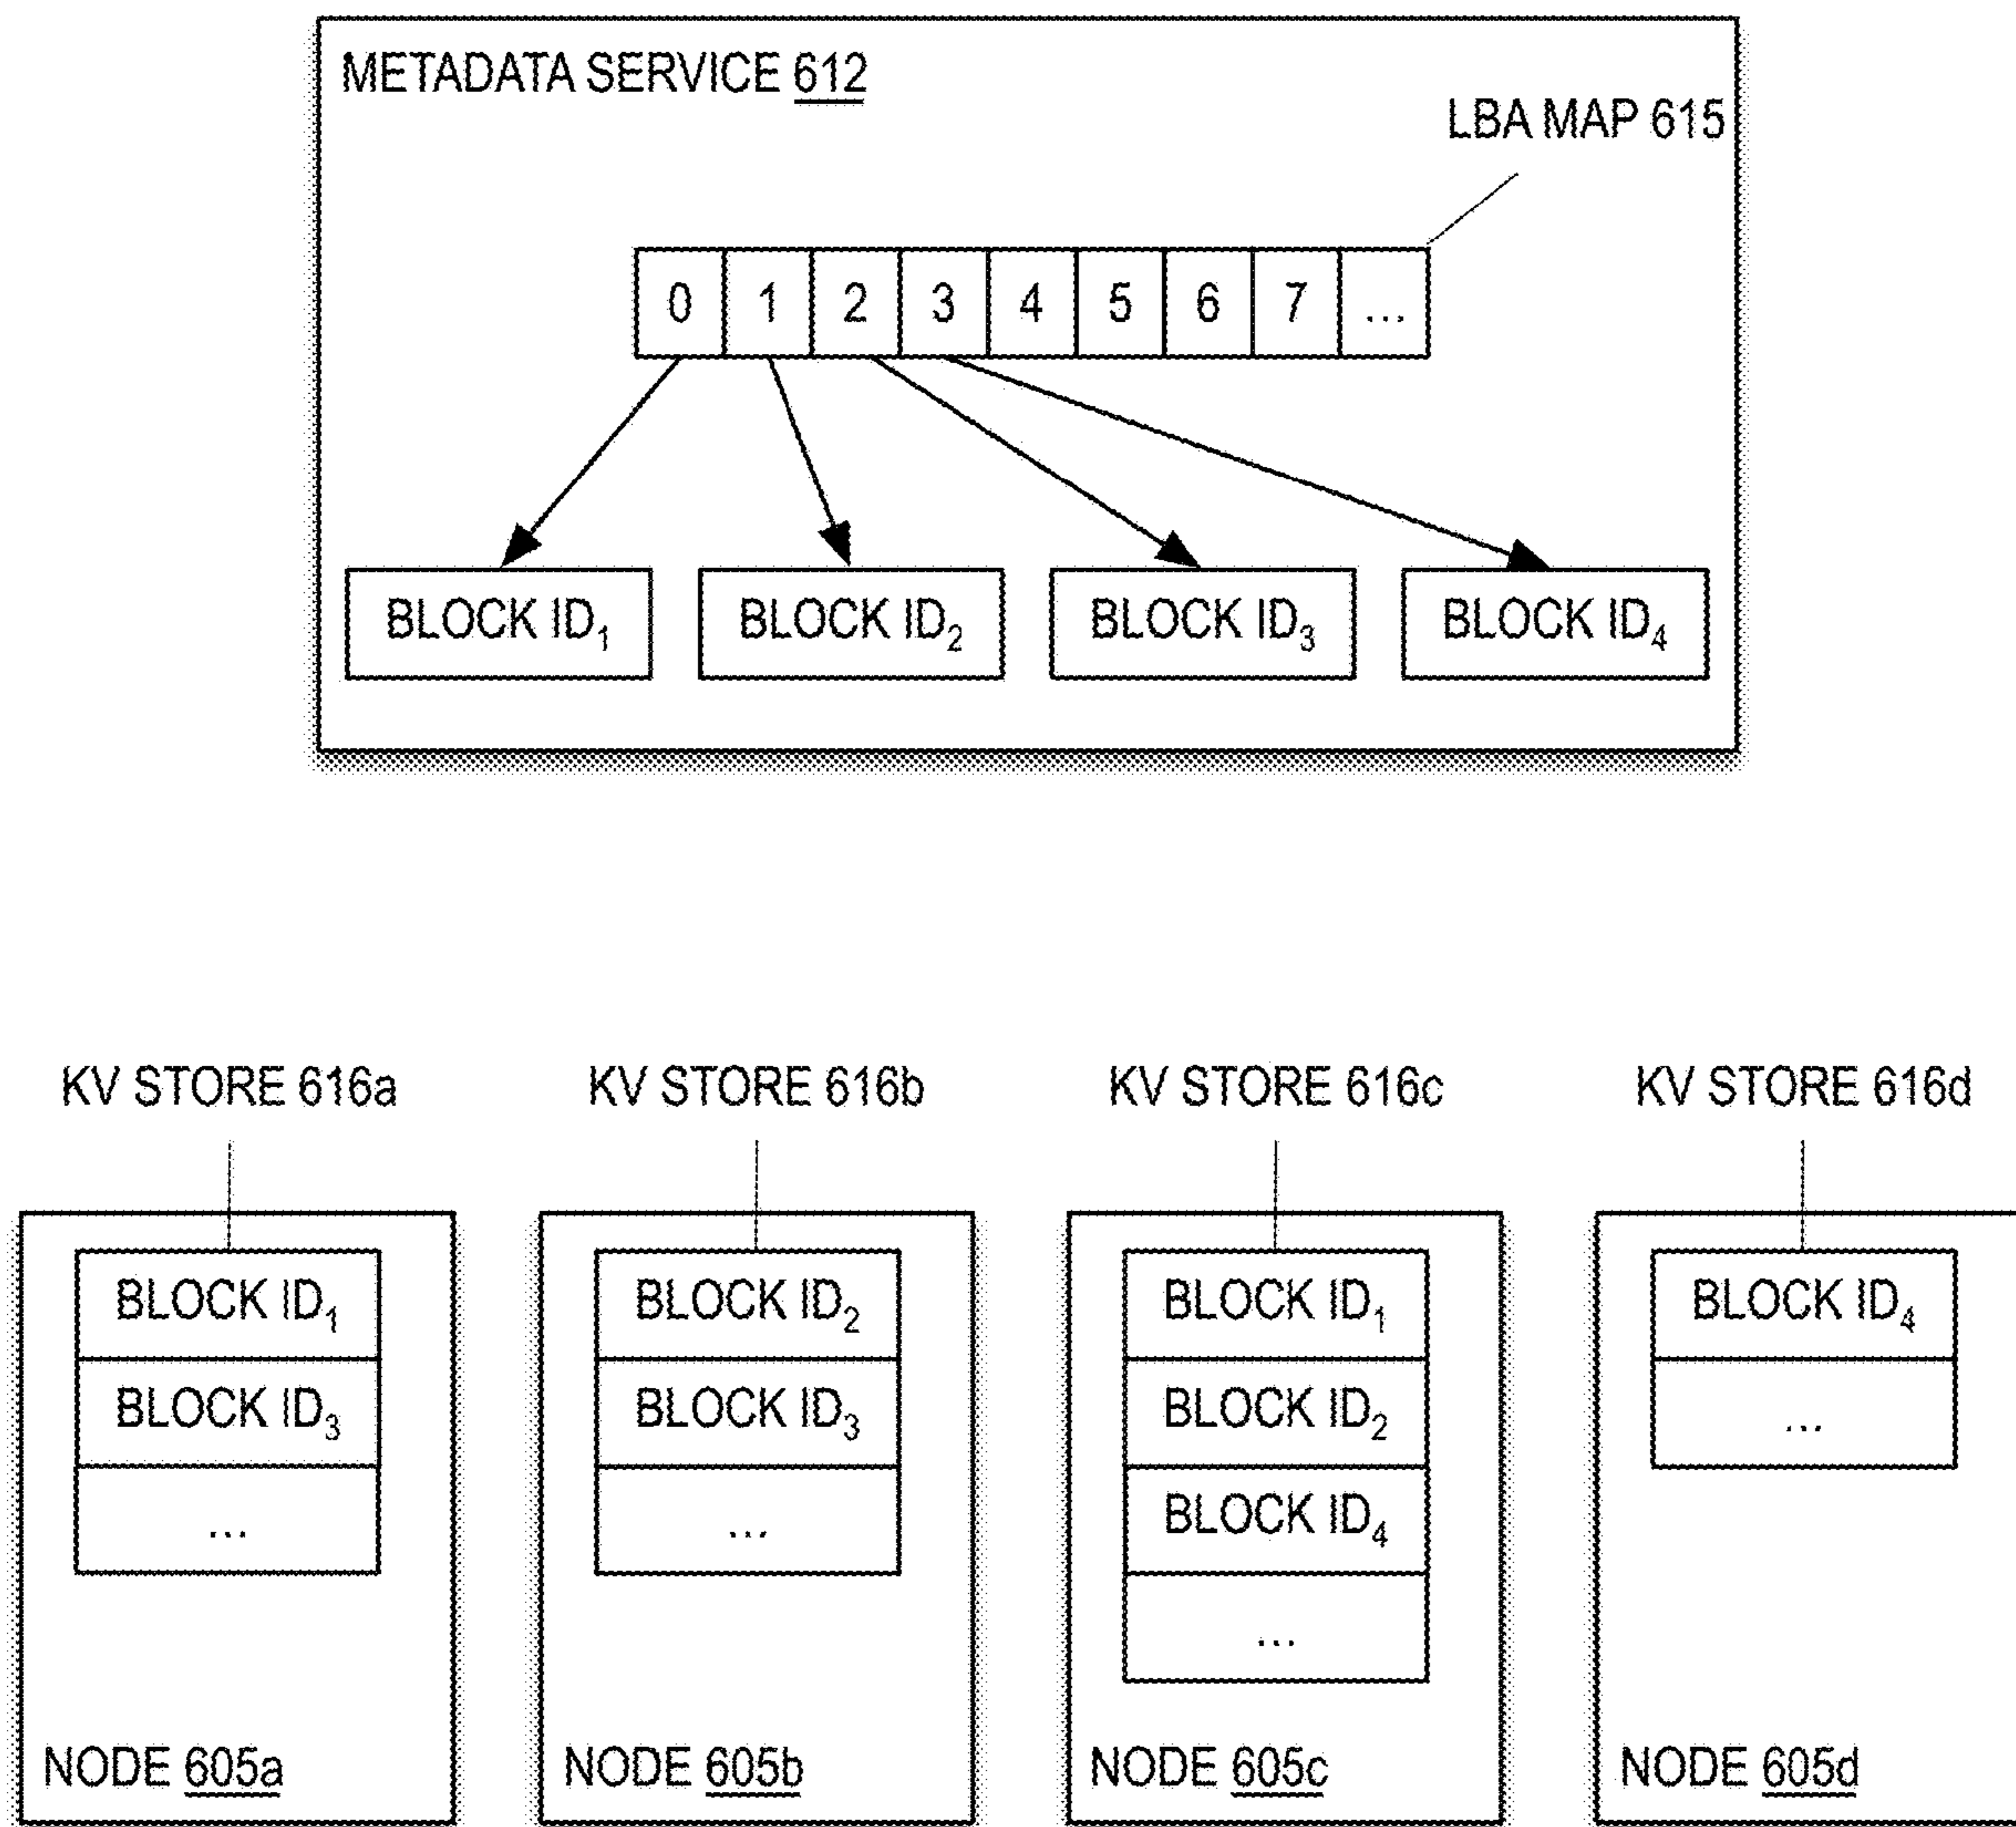 METADATA SERVICE 612
LBA MAP 615
0 1 2 3 4 5 6 7 ...
BLOCK ID₁ BLOCK ID₂ BLOCK ID₃ BLOCK ID₄
KV STORE 616a KV STORE 616b KV STORE 616c KV STORE 616d
BLOCK ID₁
BLOCK ID₃
...
NODE 605a
BLOCK ID₂
BLOCK ID₃
...
NODE 605b
BLOCK ID₁
BLOCK ID₂
BLOCK ID₄
...
NODE 605c
BLOCK ID₄
...
NODE 605d